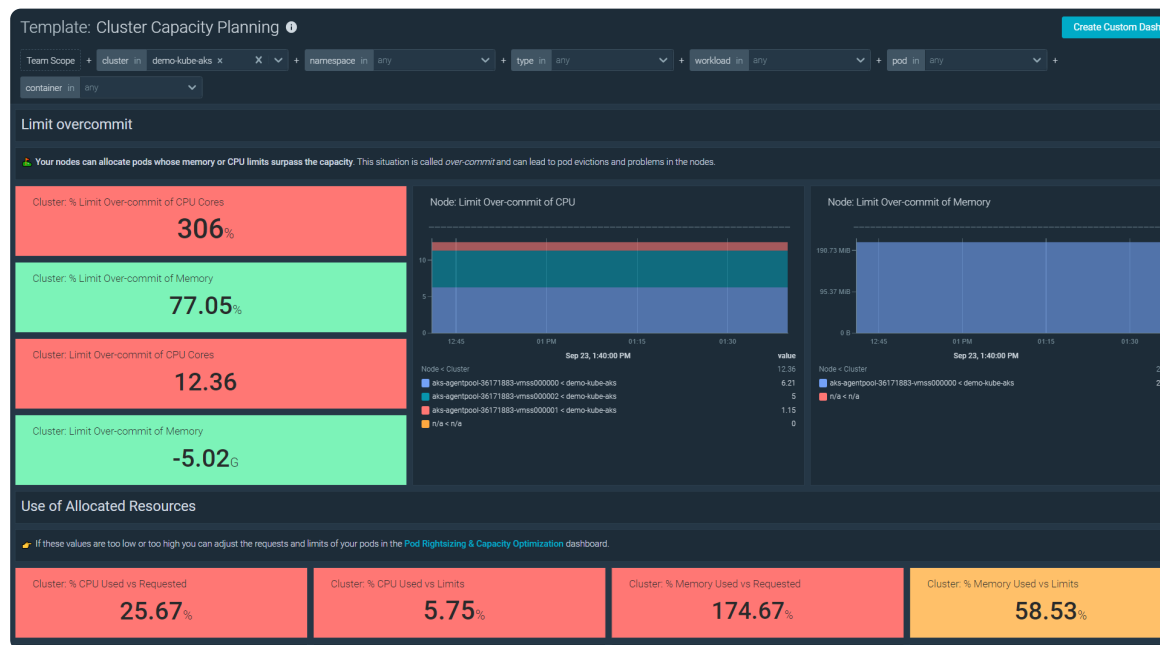 Template: Cluster Capacity Planning
Create Custom Dash
Team Scope + cluster in demo-kube-aks × X + namespace in any + type in any + workload in any + pod in any +
container in any
Limit overcommit
Your nodes can allocate pods whose memory or CPU limits surpass the capacity. This situation is called over-commit and can lead to pod evictions and problems in the nodes.
Cluster: % Limit Over-commit of CPU Cores
306%
Cluster: % Limit Over-commit of Memory
77.05%
Cluster: Limit Over-commit of CPU Cores
12.36
Cluster: Limit Over-commit of Memory
-5.02G
Node: Limit Over-commit of CPU
10
5
0
12:45 01 PM 01:15 01:30
Sep 23, 1:40:00 PM value
Node < Cluster 12.36
aks-agentpool-36171883-vmss000000 < demo-kube-aks 6.21
aks-agentpool-36171883-vmss000002 < demo-kube-aks 5
aks-agentpool-36171883-vmss000001 < demo-kube-aks 1.15
n/a < n/a 0
Node: Limit Over-commit of Memory
190.73 MiB
95.37 MiB
0 B
12:45 01 PM 01:15 01:30
Sep 23, 1:40:00 PM
Node < Cluster 2
aks-agentpool-36171883-vmss000000 < demo-kube-aks 2
n/a < n/a
Use of Allocated Resources
If these values are too low or too high you can adjust the requests and limits of your pods in the Pod Rightsizing & Capacity Optimization dashboard.
Cluster: % CPU Used vs Requested
25.67%
Cluster: % CPU Used vs Limits
5.75%
Cluster: % Memory Used vs Requested
174.67%
Cluster: % Memory Used vs Limits
58.53%